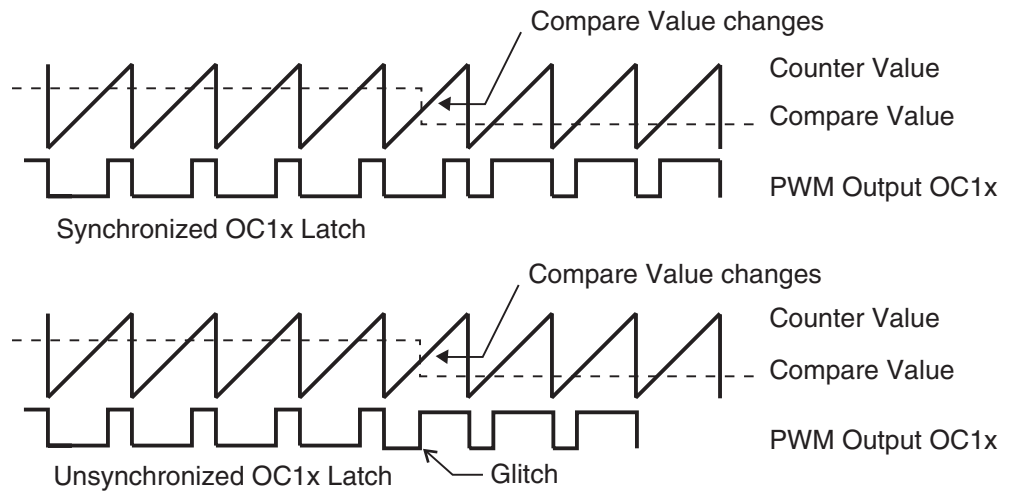 Compare Value changes
Counter Value
Compare Value
PWM Output OC1x
Synchronized OC1x Latch
Compare Value changes
Counter Value
Compare Value
PWM Output OC1x
Unsynchronized OC1x Latch
Glitch